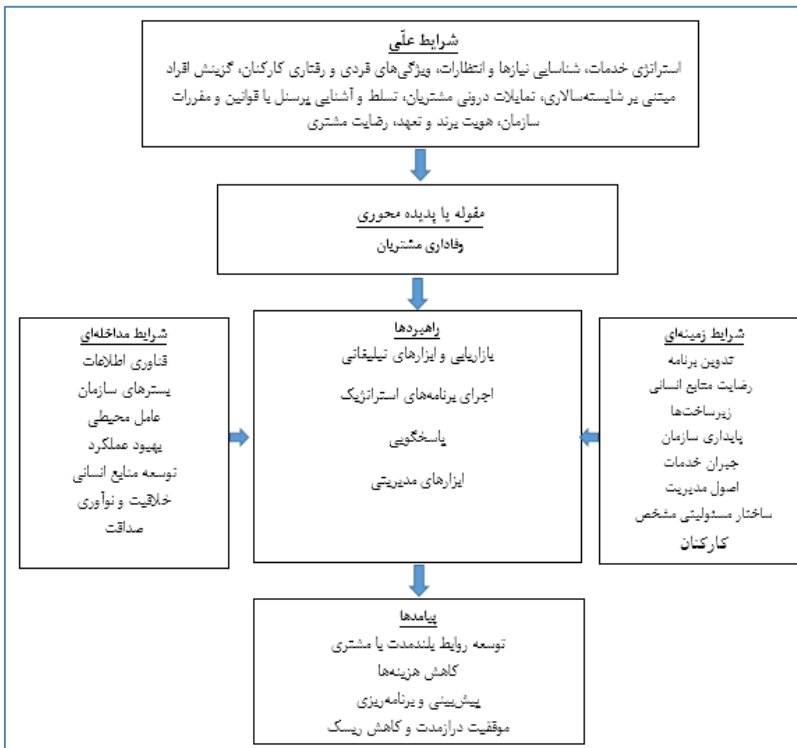 شرایط علّی
استراتژی خدمات، شناسایی نیازها و انتظارات، ویژگی‌های فردی و رفتاری کارکنان، گزینش افراد
مبتنی بر شایسته‌سالاری، تمایلات درونی مشتریان، تسلط و آشنایی پرسنل با قوانین و مقررات
سازمان، هویت برند و تعهد، رضایت مشتری
مقوله یا پدیده محوری
وفاداری مشتریان
شرایط زمینه‌ای
تدوین برنامه
رضایت منابع انسانی
زیرساخت‌ها
پایداری سازمان
جبران خدمات
اصول مدیریت
ساختار مسئولیتی مشخص
کارکنان
راهبردها
بازاریابی و ابزارهای تبلیغاتی
اجرای برنامه‌های استراتژیک
پاسخگویی
ابزارهای مدیریتی
شرایط مداخله‌ای
فناوری اطلاعات
بسترهای سازمان
عامل محیطی
بهبود عملکرد
توسعه منابع انسانی
خلاقیت و نوآوری
صداقت
پیامدها
توسعه روابط بلندمدت با مشتری
کاهش هزینه‌ها
پیش‌بینی و برنامه‌ریزی
موفقیت درازمدت و کاهش ریسک